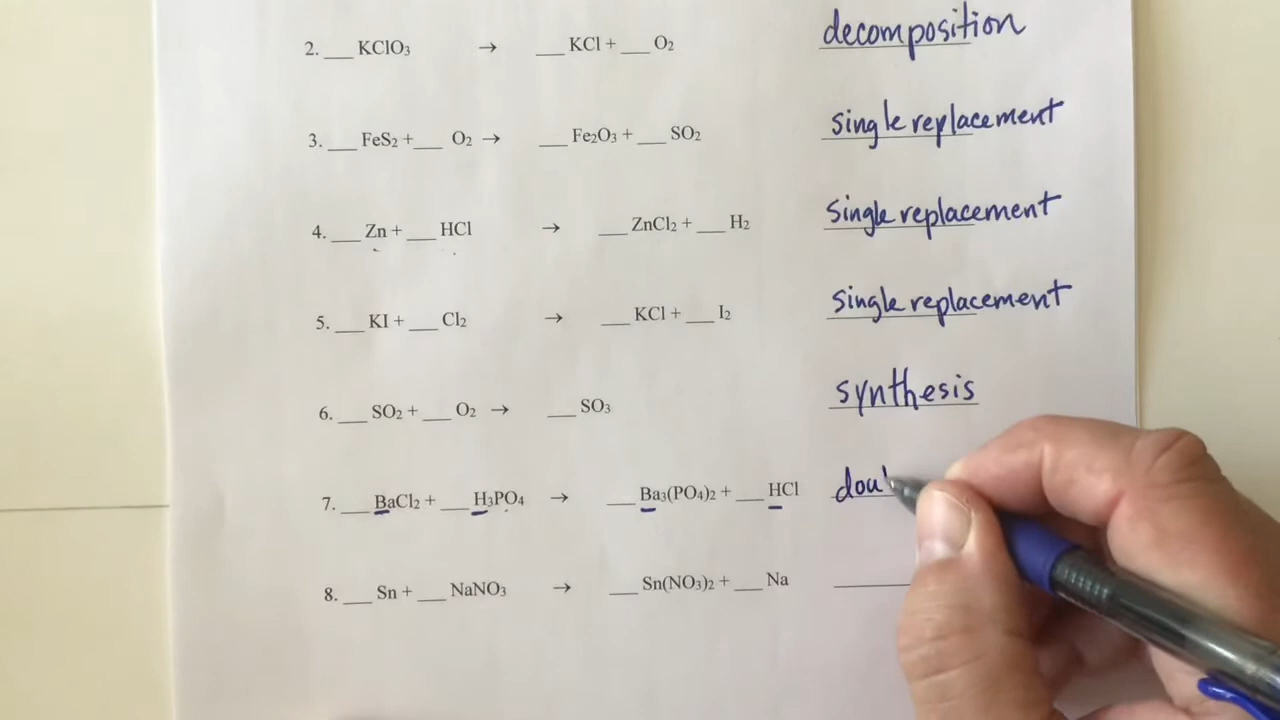 2. ___ KClO₃ → ___ KCl + ___ O₂ decomposition
3. ___ FeS₂ + ___ O₂ → ___ Fe₂O₃ + ___ SO₂ single replacement
4. ___ Zn + ___ HCl → ___ ZnCl₂ + ___ H₂ single replacement
5. ___ KI + ___ Cl₂ → ___ KCl + ___ I₂ single replacement
6. ___ SO₂ + ___ O₂ → ___ SO₃ synthesis
7. ___ BaCl₂ + ___ H₃PO₄ → ___ Ba₃(PO₄)₂ + ___ HCl dou
8. ___ Sn + ___ NaNO₃ → ___ Sn(NO₃)₂ + ___ Na ___